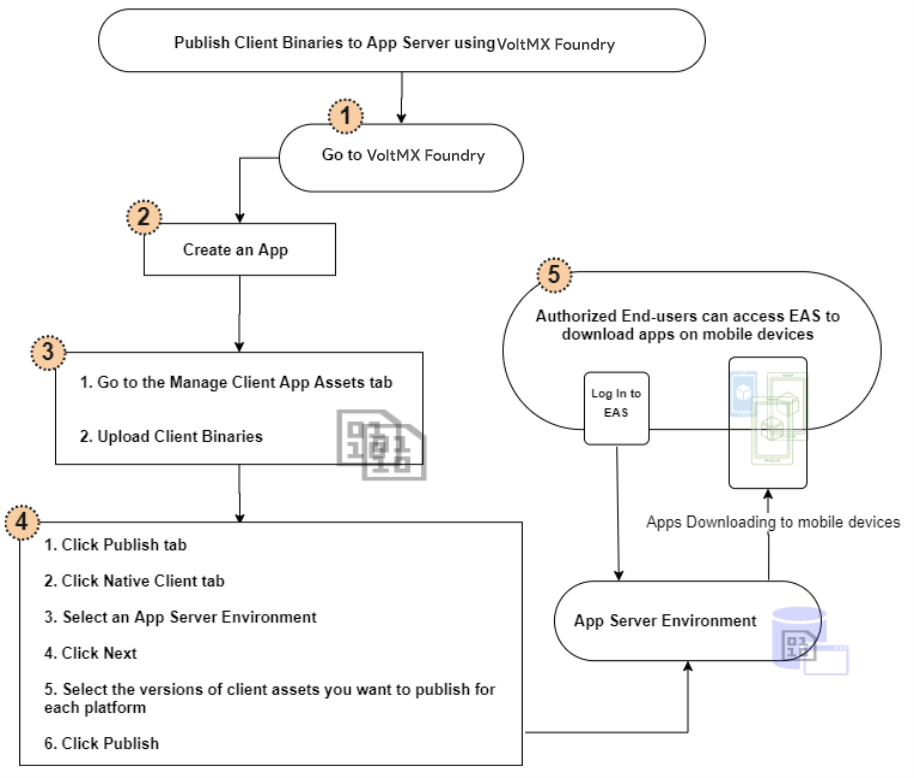 Publish Client Binaries to App Server using VoltMX Foundry
1
Go to VoltMX Foundry
2
Create an App
3
1. Go to the Manage Client App Assets tab
2. Upload Client Binaries
01
1010
10
4
1. Click Publish tab
2. Click Native Client tab
3. Select an App Server Environment
4. Click Next
5. Select the versions of client assets you want to publish for
each platform
6. Click Publish
5
Authorized End-users can access EAS to
download apps on mobile devices
Log In to
EAS
Apps Downloading to mobile devices
App Server Environment